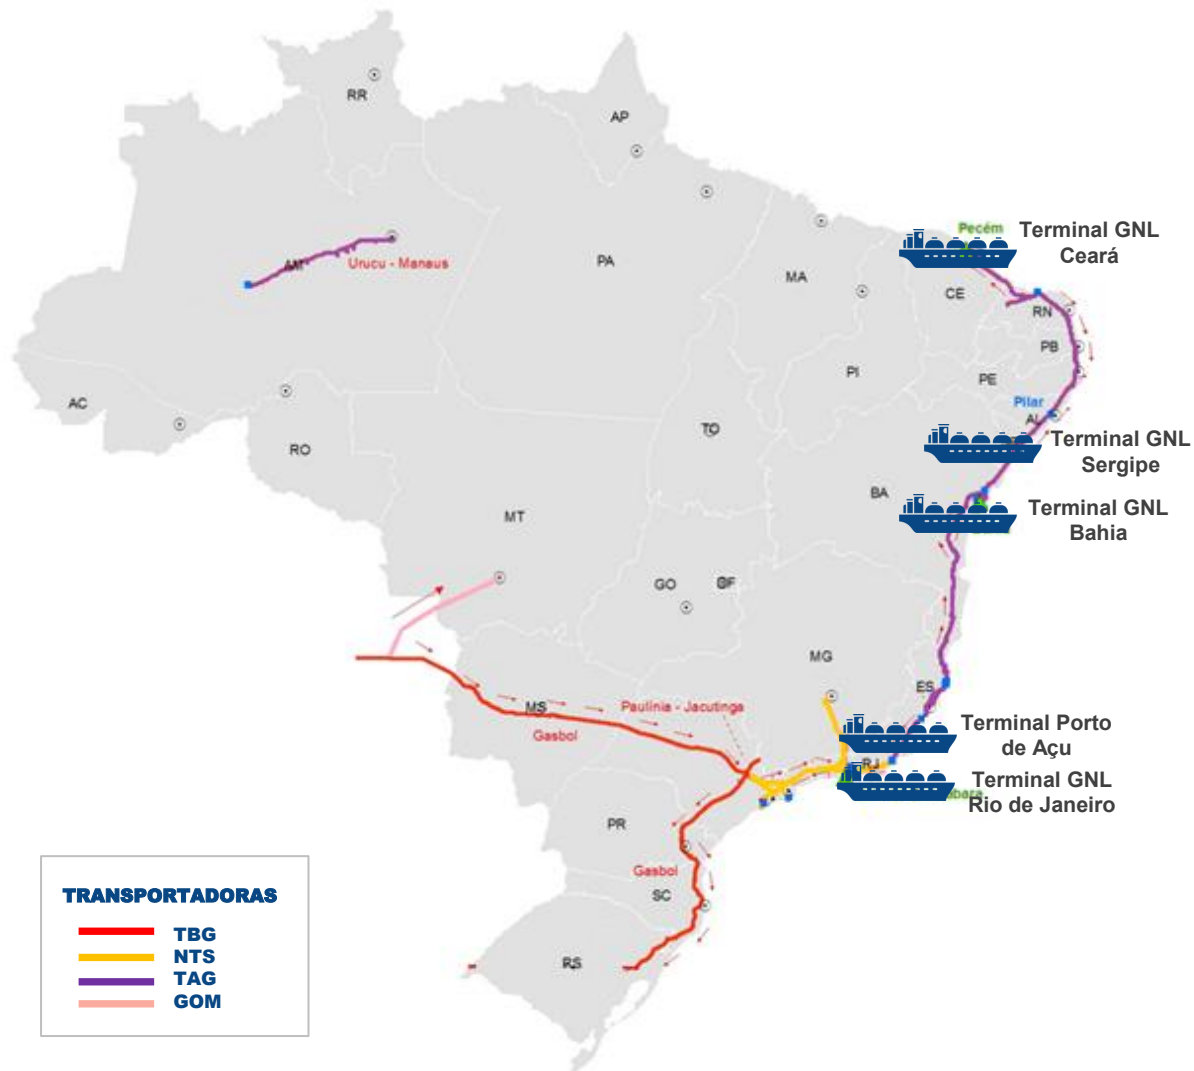 RR
AP
Pecém
Terminal GNL
Ceará
AM
Urucu - Manaus
PA
MA
CE
RN
PB
PI
PE
AC
Pilar
AL
TO
RO
Terminal GNL
Sergipe
BA
Terminal GNL
Bahia
MT
GO
DF
MG
ES
MS
Paulínia - Jacutinga
Gasbol
Terminal Porto
de Açu
RJ
Terminal GNL
Rio de Janeiro
PR
Gasbol
SC
RS
TRANSPORTADORAS
TBG
NTS
TAG
GOM